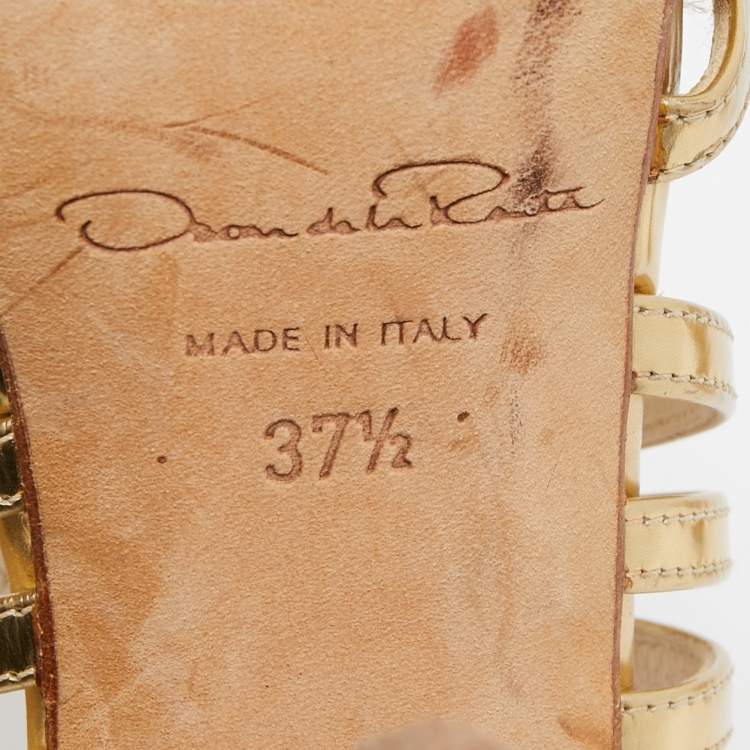 Oscar de la Renta
MADE IN ITALY
37½